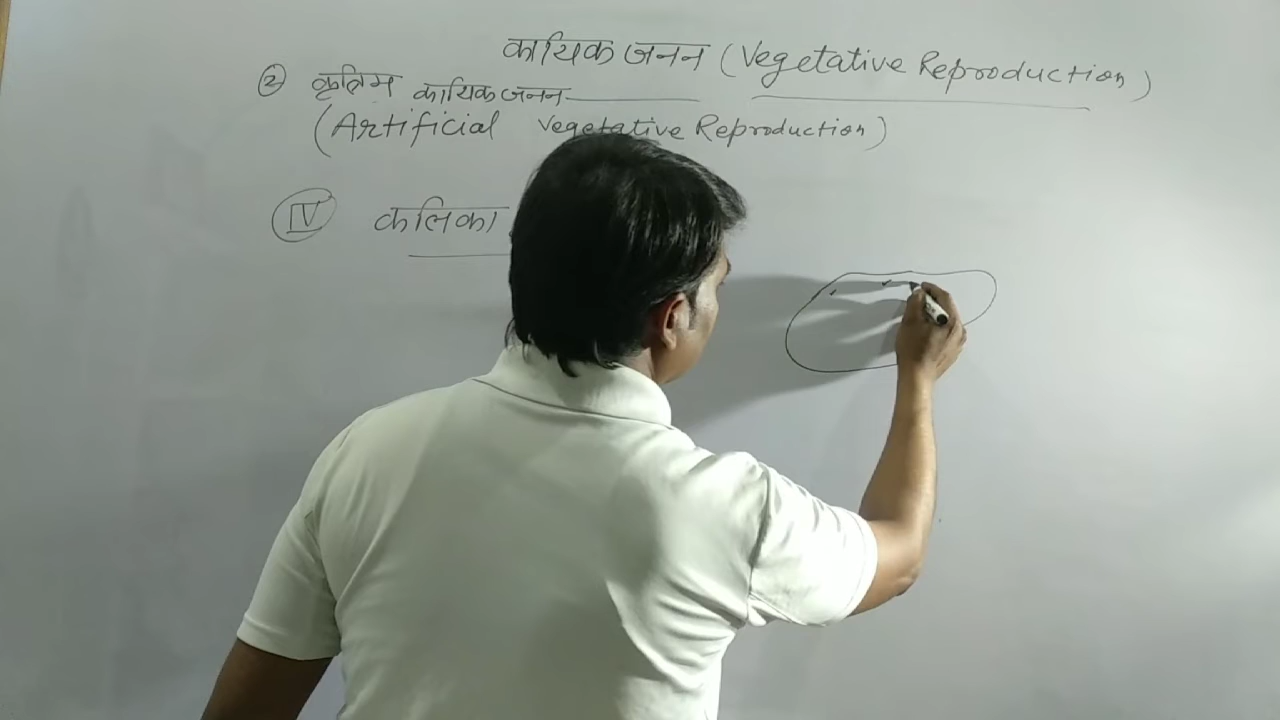 कायिक जनन (Vegetative Reproduction)
② कृत्रिम कायिक जनन
(Artificial Vegetative Reproduction)
IV कलिका